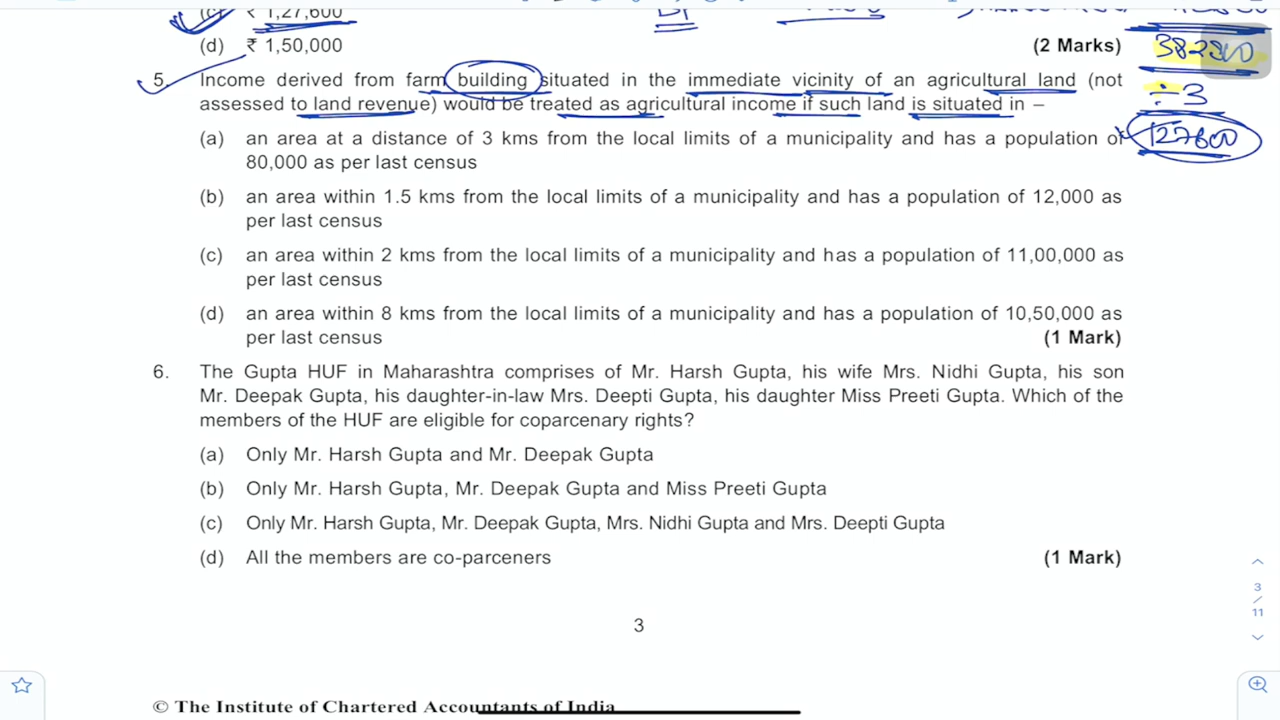 (c) ₹ 1,27,600
(d) ₹ 1,50,000 (2 Marks)
382800
÷3
127600
5. Income derived from farm building situated in the immediate vicinity of an agricultural land (not
assessed to land revenue) would be treated as agricultural income if such land is situated in –
(a) an area at a distance of 3 kms from the local limits of a municipality and has a population of
80,000 as per last census
(b) an area within 1.5 kms from the local limits of a municipality and has a population of 12,000 as
per last census
(c) an area within 2 kms from the local limits of a municipality and has a population of 11,00,000 as
per last census
(d) an area within 8 kms from the local limits of a municipality and has a population of 10,50,000 as
per last census (1 Mark)
6. The Gupta HUF in Maharashtra comprises of Mr. Harsh Gupta, his wife Mrs. Nidhi Gupta, his son
Mr. Deepak Gupta, his daughter-in-law Mrs. Deepti Gupta, his daughter Miss Preeti Gupta. Which of the
members of the HUF are eligible for coparcenary rights?
(a) Only Mr. Harsh Gupta and Mr. Deepak Gupta
(b) Only Mr. Harsh Gupta, Mr. Deepak Gupta and Miss Preeti Gupta
(c) Only Mr. Harsh Gupta, Mr. Deepak Gupta, Mrs. Nidhi Gupta and Mrs. Deepti Gupta
(d) All the members are co-parceners (1 Mark)
3
/
11
3
© The Institute of Chartered Accountants of India